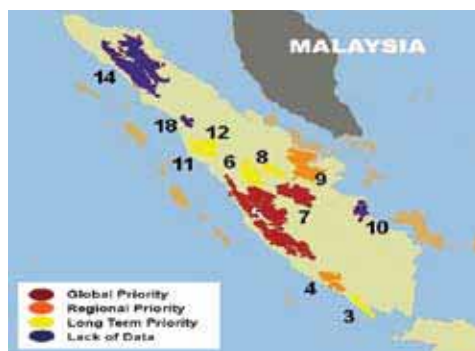 MALAYSIA
14
18
12
11
6
8
9
7
10
4
3
Global Priority
Regional Priority
Long Term Priority
Lack of Data